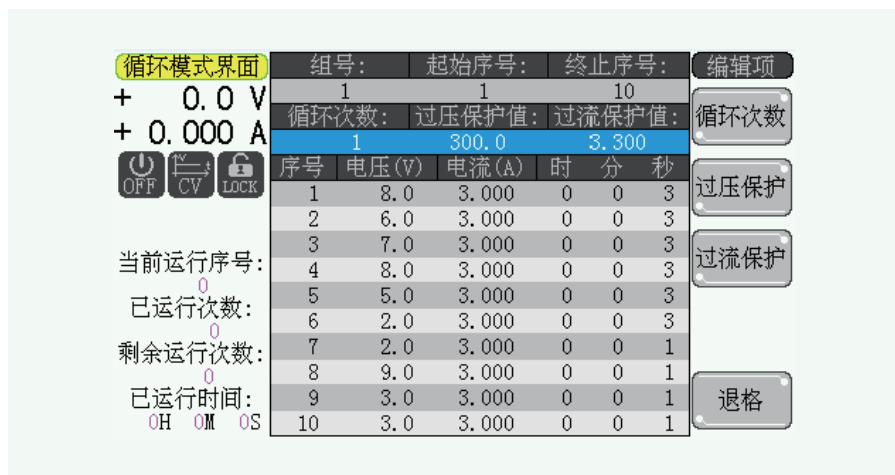 循环模式界面 组号: 起始序号: 终止序号: 编辑项
+ 0.0 V 1 1 10
循环次数: 过压保护值: 过流保护值: 循环次数
+ 0.000 A 1 300.0 3.300
OFF CV LOCK 序号 电压(V) 电流(A) 时 分 秒
1 8.0 3.000 0 0 3 过压保护
2 6.0 3.000 0 0 3
3 7.0 3.000 0 0 3
当前运行序号: 4 8.0 3.000 0 0 3 过流保护
0 5 5.0 3.000 0 0 3
已运行次数:
0 6 2.0 3.000 0 0 3
剩余运行次数: 7 2.0 3.000 0 0 1
0 8 9.0 3.000 0 0 1
已运行时间: 9 3.0 3.000 0 0 1 退格
0H 0M 0S 10 3.0 3.000 0 0 1